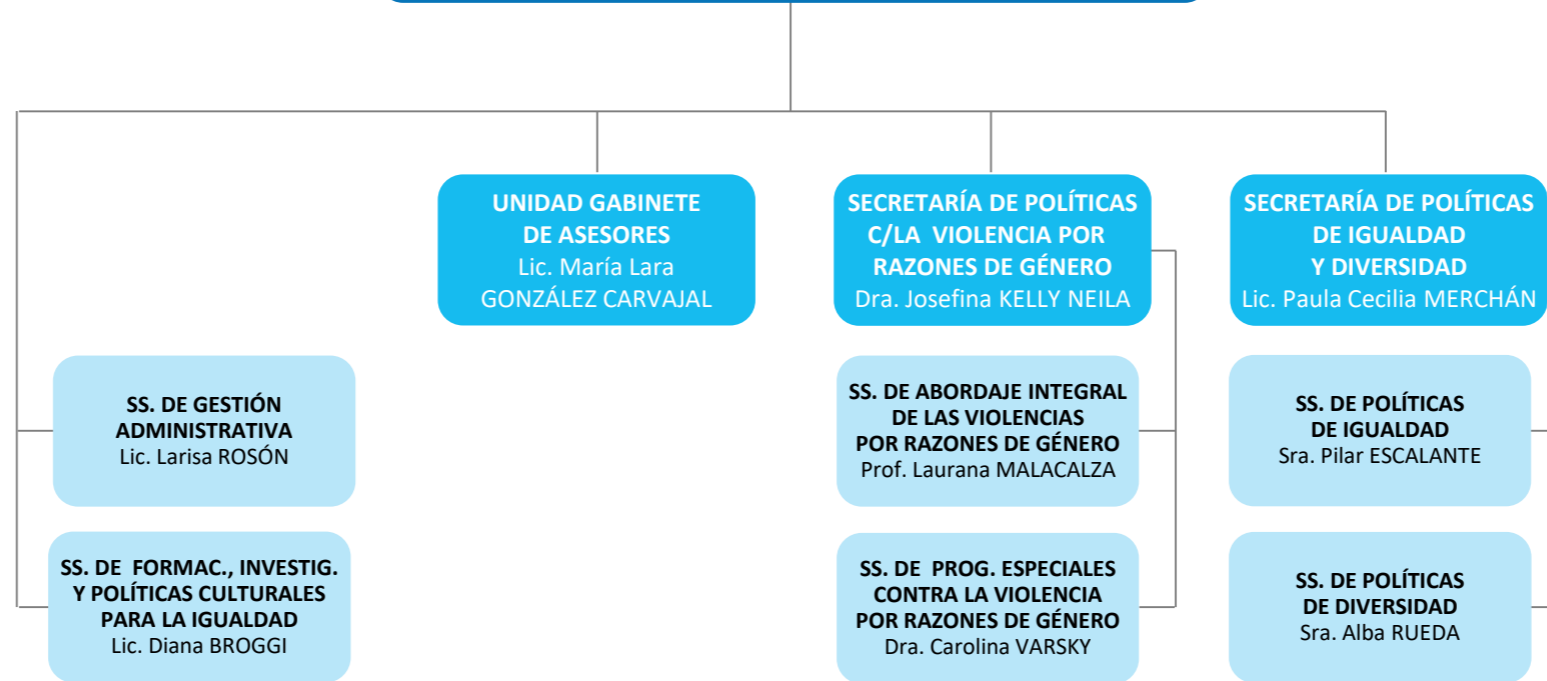 UNIDAD GABINETE
DE ASESORES
Lic. María Lara
GONZÁLEZ CARVAJAL
SECRETARÍA DE POLÍTICAS
C/LA VIOLENCIA POR
RAZONES DE GÉNERO
Dra. Josefina KELLY NEILA
SECRETARÍA DE POLÍTICAS
DE IGUALDAD
Y DIVERSIDAD
Lic. Paula Cecilia MERCHÁN
SS. DE GESTIÓN
ADMINISTRATIVA
Lic. Larisa ROSÓN
SS. DE ABORDAJE INTEGRAL
DE LAS VIOLENCIAS
POR RAZONES DE GÉNERO
Prof. Laurana MALACALZA
SS. DE POLÍTICAS
DE IGUALDAD
Sra. Pilar ESCALANTE
SS. DE FORMAC., INVESTIG.
Y POLÍTICAS CULTURALES
PARA LA IGUALDAD
Lic. Diana BROGGI
SS. DE PROG. ESPECIALES
CONTRA LA VIOLENCIA
POR RAZONES DE GÉNERO
Dra. Carolina VARSKY
SS. DE POLÍTICAS
DE DIVERSIDAD
Sra. Alba RUEDA